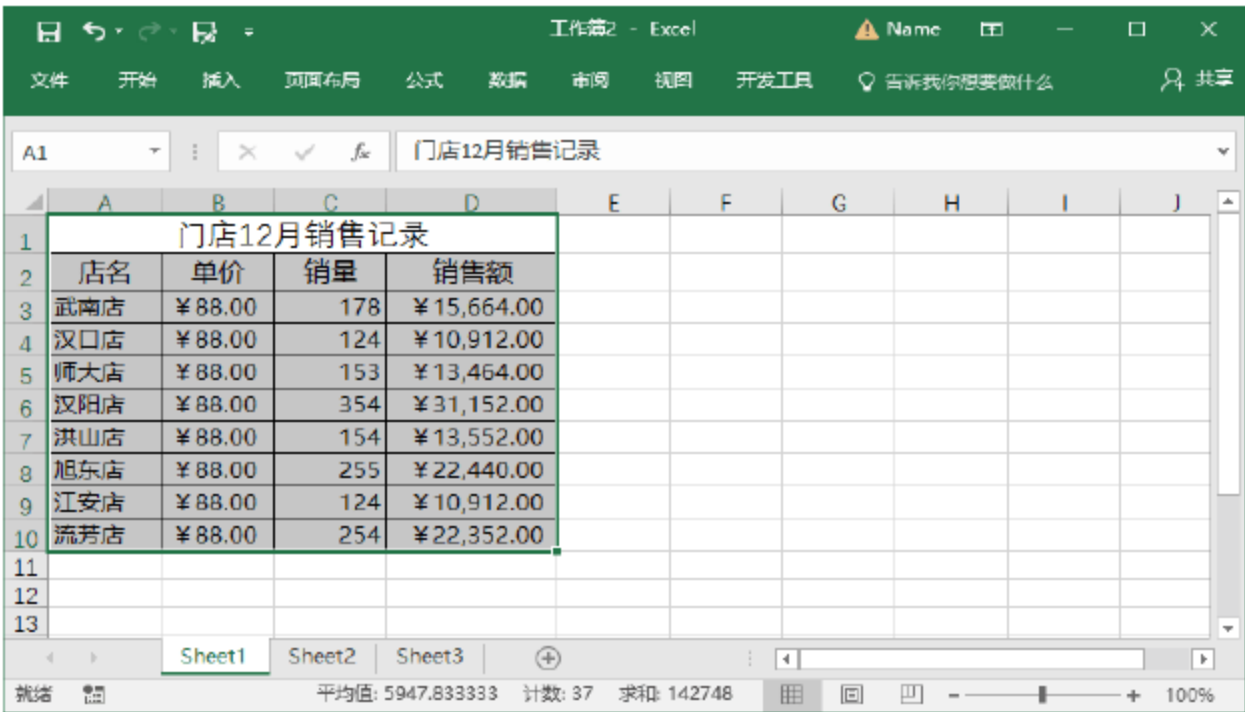 工作簿2 - Excel
Name
文件 开始 插入 页面布局 公式 数据 审阅 视图 开发工具 告诉我你想要做什么 共享
A1 fx 门店12月销售记录
A B C D E F G H I J
1 门店12月销售记录
2 店名 单价 销量 销售额
3 武南店 ¥88.00 178 ¥15,664.00
4 汉口店 ¥88.00 124 ¥10,912.00
5 师大店 ¥88.00 153 ¥13,464.00
6 汉阳店 ¥88.00 354 ¥31,152.00
7 洪山店 ¥88.00 154 ¥13,552.00
8 旭东店 ¥88.00 255 ¥22,440.00
9 江安店 ¥88.00 124 ¥10,912.00
10 流芳店 ¥88.00 254 ¥22,352.00
11
12
13
Sheet1 Sheet2 Sheet3
就绪 平均值: 5947.833333 计数: 37 求和: 142748 100%